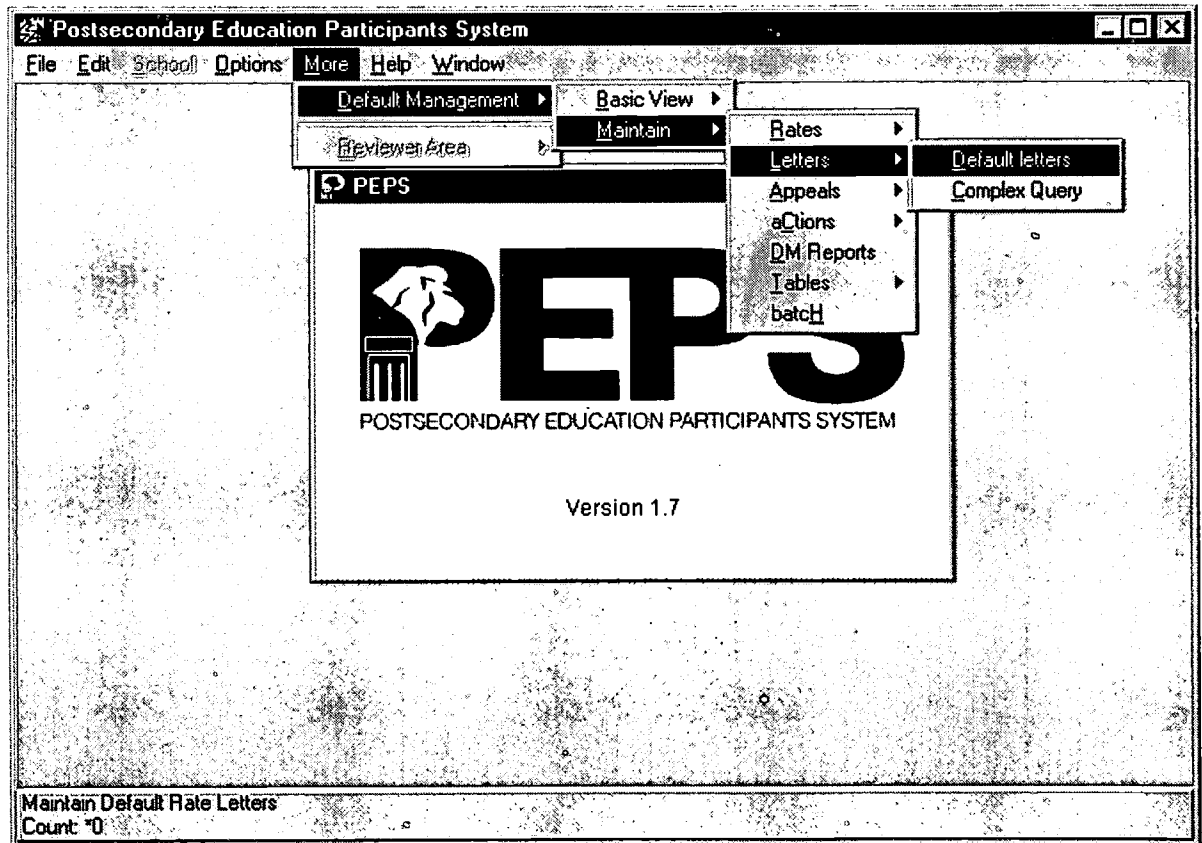 Postsecondary Education Participants System
File Edit School Options More Help Window
Default Management
Reviewer Area
Basic View
Maintain
Rates
Letters
Appeals
aCtions
DM Reports
Tables
batcH
Default letters
Complex Query
PEPS
PEPS
POSTSECONDARY EDUCATION PARTICIPANTS SYSTEM
Version 1.7
Maintain Default Rate Letters
Count: *0